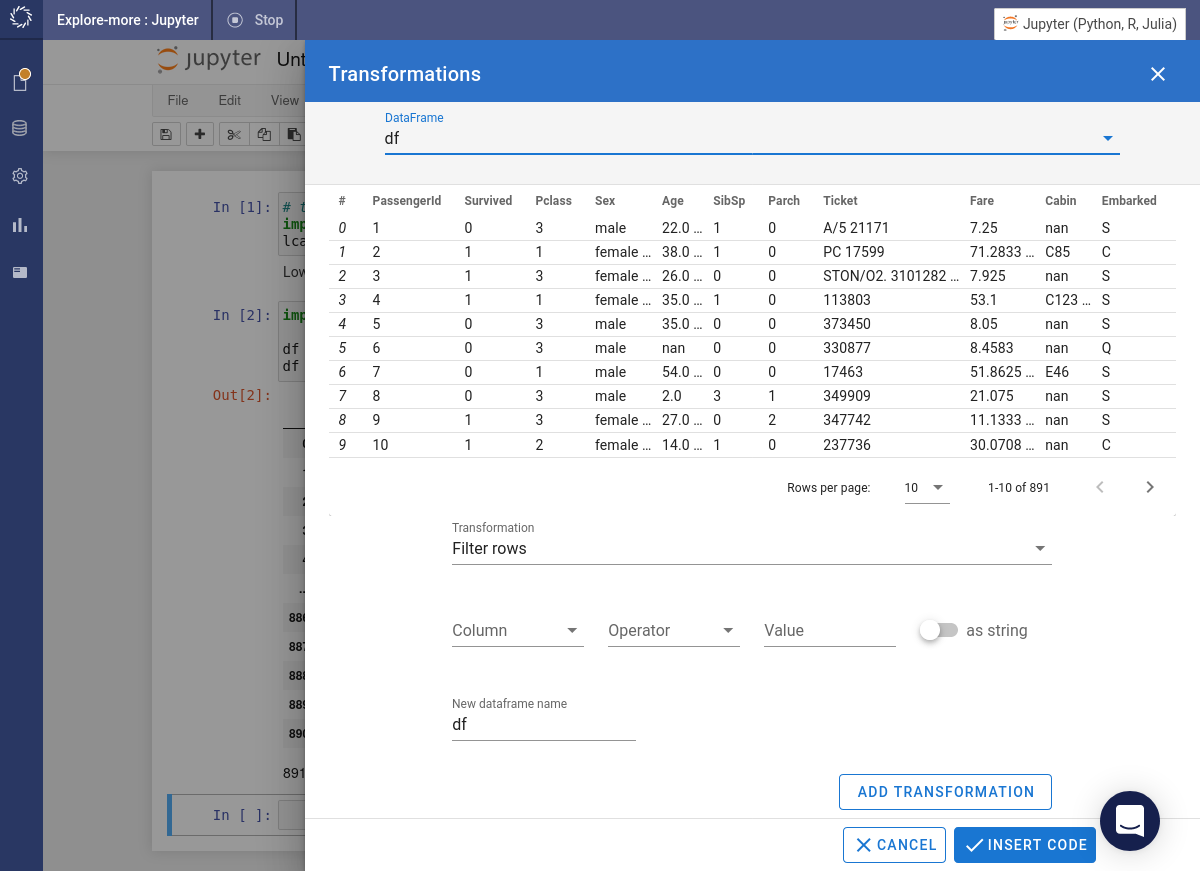 Explore-more : Jupyter Stop
Jupyter (Python, R, Julia)
jupyter Unt
File Edit View
Transformations
DataFrame
df
# PassengerId Survived Pclass Sex Age SibSp Parch Ticket Fare Cabin Embarked
0 1 0 3 male 22.0 ... 1 0 A/5 21171 7.25 nan S
1 2 1 1 female ... 38.0 ... 1 0 PC 17599 71.2833 ... C85 C
2 3 1 3 female ... 26.0 ... 0 0 STON/O2. 3101282 ... 7.925 nan S
3 4 1 1 female ... 35.0 ... 1 0 113803 53.1 C123 ... S
4 5 0 3 male 35.0 ... 0 0 373450 8.05 nan S
5 6 0 3 male nan 0 0 330877 8.4583 nan Q
6 7 0 1 male 54.0 ... 0 0 17463 51.8625 ... E46 S
7 8 0 3 male 2.0 3 1 349909 21.075 nan S
8 9 1 3 female ... 27.0 ... 0 2 347742 11.1333 ... nan S
9 10 1 2 female ... 14.0 ... 1 0 237736 30.0708 ... nan C
Rows per page: 10 1-10 of 891
Transformation
Filter rows
Column Operator Value as string
New dataframe name
df
ADD TRANSFORMATION
CANCEL INSERT CODE
In [1]: # t
imp
lca
Low
In [2]: imp
df
df
Out[2]:
0
1
2
3
4
...
886
887
888
889
890
891
In [ ]: